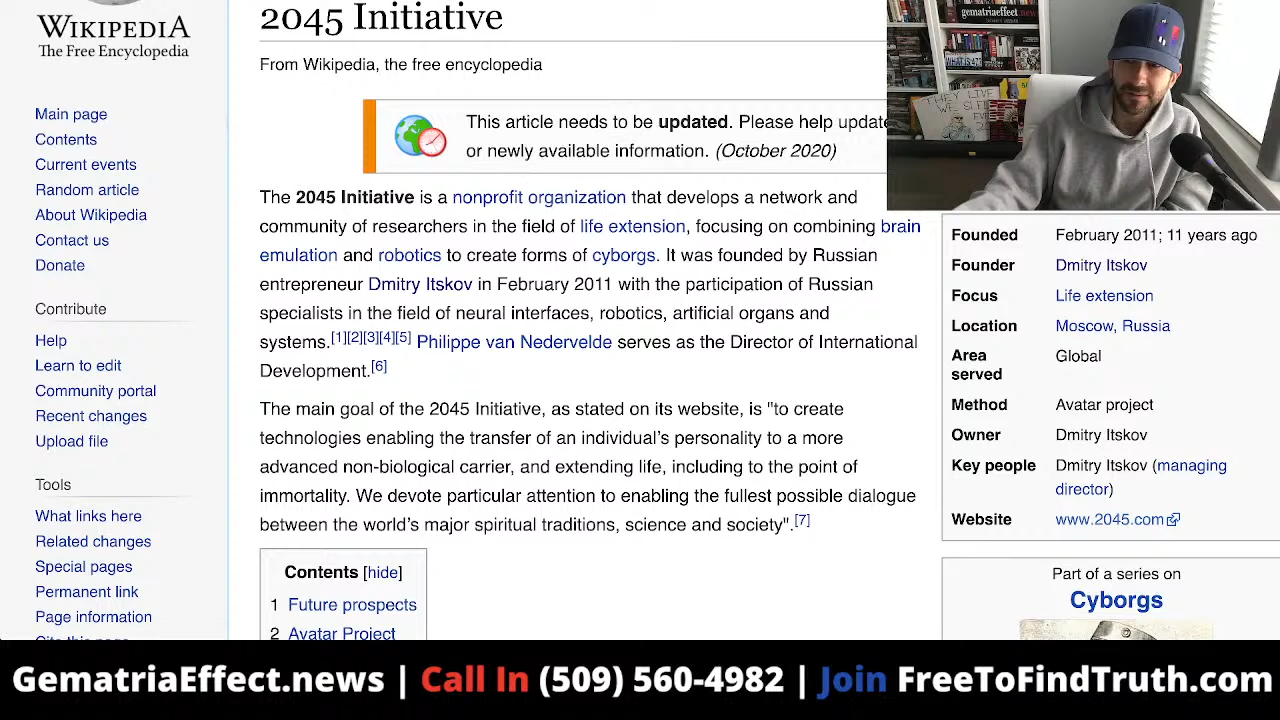 WIKIPEDIA
The Free Encyclopedia
Main page
Contents
Current events
Random article
About Wikipedia
Contact us
Donate
Contribute
Help
Learn to edit
Community portal
Recent changes
Upload file
Tools
What links here
Related changes
Special pages
Permanent link
Page information
Cite this page
2045 Initiative
From Wikipedia, the free encyclopedia
This article needs to be updated. Please help update
or newly available information. (October 2020)
The 2045 Initiative is a nonprofit organization that develops a network and
community of researchers in the field of life extension, focusing on combining brain
emulation and robotics to create forms of cyborgs. It was founded by Russian
entrepreneur Dmitry Itskov in February 2011 with the participation of Russian
specialists in the field of neural interfaces, robotics, artificial organs and
systems.[1][2][3][4][5] Philippe van Nedervelde serves as the Director of International
Development.[6]
The main goal of the 2045 Initiative, as stated on its website, is "to create
technologies enabling the transfer of an individual's personality to a more
advanced non-biological carrier, and extending life, including to the point of
immortality. We devote particular attention to enabling the fullest possible dialogue
between the world's major spiritual traditions, science and society".[7]
Contents [hide]
1 Future prospects
2 Avatar Project
gematriaeffect.news
THEY LIVE
WE SLEEP
Founded February 2011; 11 years ago
Founder Dmitry Itskov
Focus Life extension
Location Moscow, Russia
Area served Global
Method Avatar project
Owner Dmitry Itskov
Key people Dmitry Itskov (managing
director)
Website www.2045.com
Part of a series on
Cyborgs
GematriaEffect.news | Call In (509) 560-4982 | Join FreeToFindTruth.com